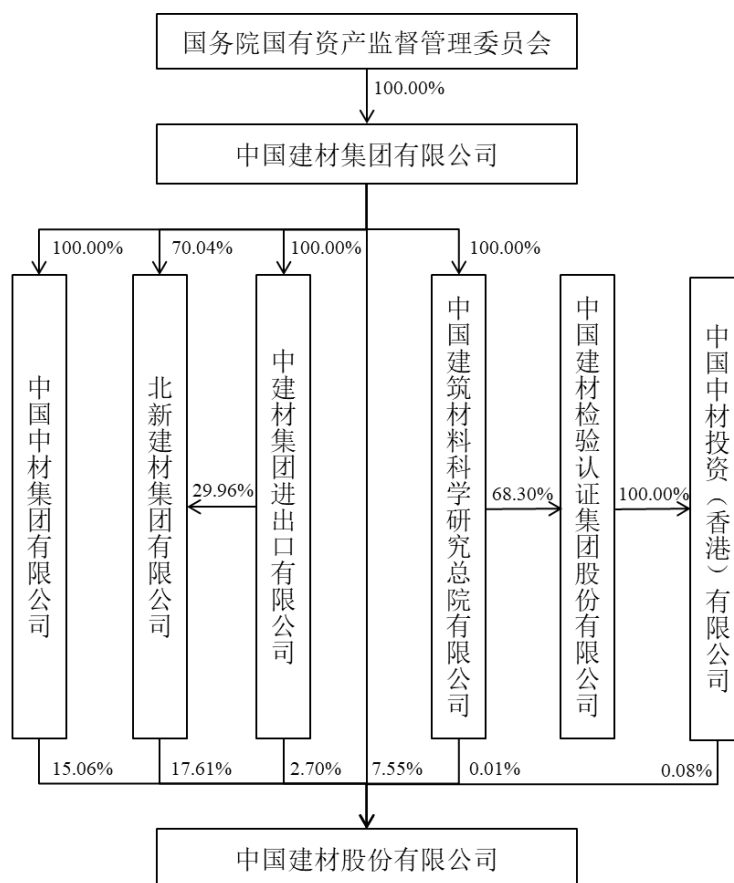 国务院国有资产监督管理委员会
100.00%
中国建材集团有限公司
100.00%
70.04%
100.00%
100.00%
中国中材集团有限公司
北新建材集团有限公司
中建材集团进出口有限公司
中国建筑材料科学研究总院有限公司
中国建材检验认证集团股份有限公司
中国中材投资（香港）有限公司
29.96%
68.30%
100.00%
15.06%
17.61%
2.70%
7.55%
0.01%
0.08%
中国建材股份有限公司